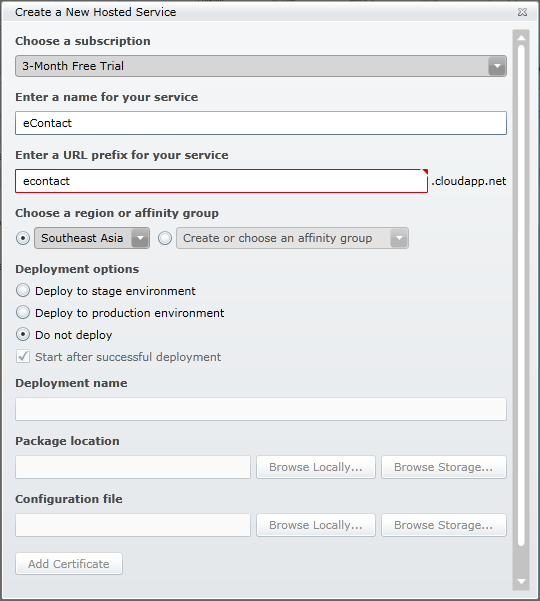 Create a New Hosted Service
Choose a subscription
3-Month Free Trial
Enter a name for your service
eContact
Enter a URL prefix for your service
econtact .cloudapp.net
Choose a region or affinity group
Southeast Asia Create or choose an affinity group
Deployment options
Deploy to stage environment
Deploy to production environment
Do not deploy
Start after successful deployment
Deployment name
Package location
Browse Locally... Browse Storage...
Configuration file
Browse Locally... Browse Storage...
Add Certificate